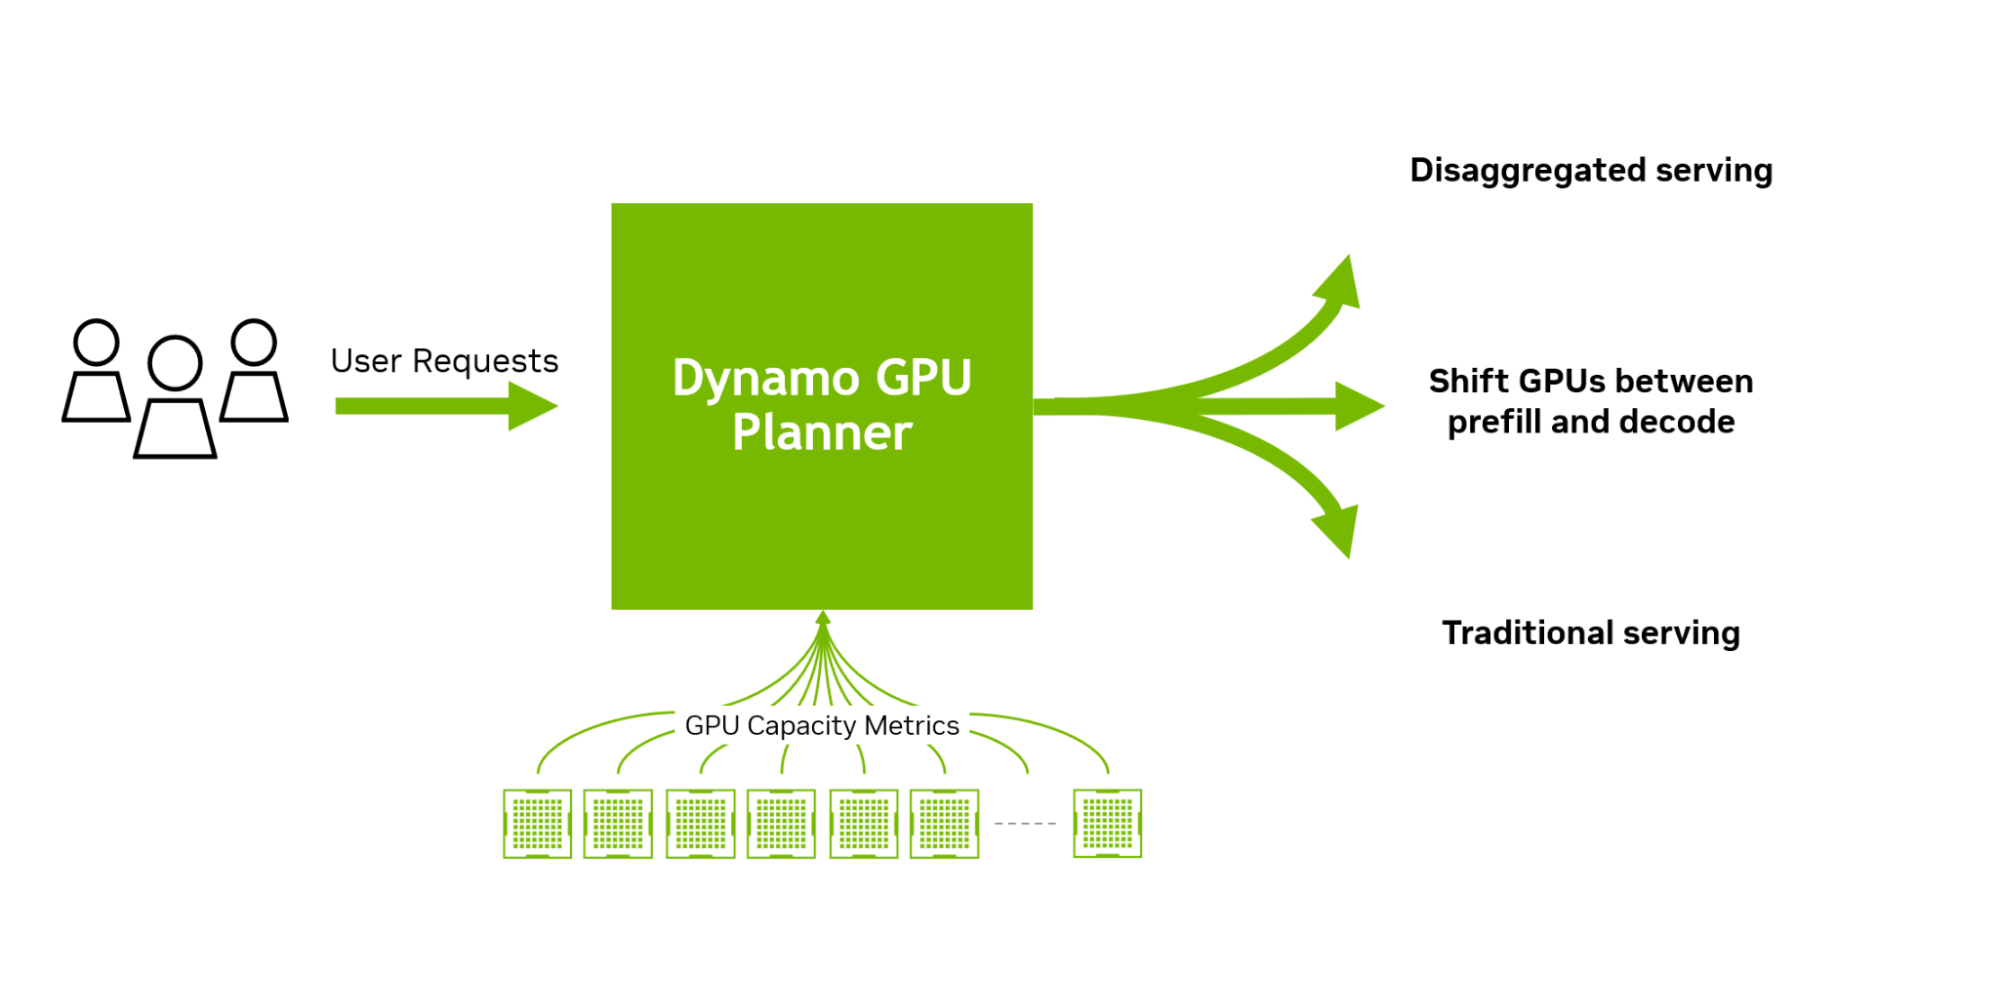 Disaggregated serving
User Requests
Dynamo GPU
Planner
Shift GPUs between
prefill and decode
Traditional serving
GPU Capacity Metrics